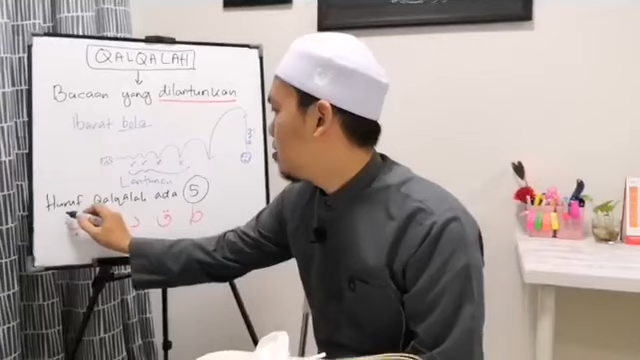 QALQALAH
Bacaan yang dilantunkan
Ibarat bola
Lantunan
Huruf Qalqalah ada 5
د ق ط